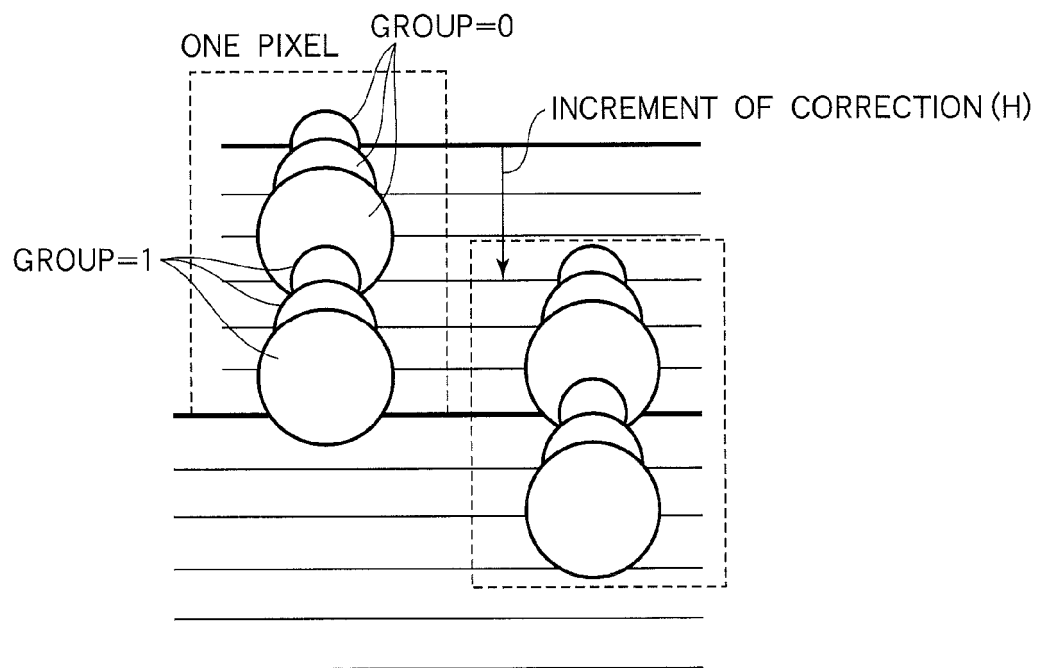 GROUP=0
ONE PIXEL
INCREMENT OF CORRECTION (H)
GROUP=1